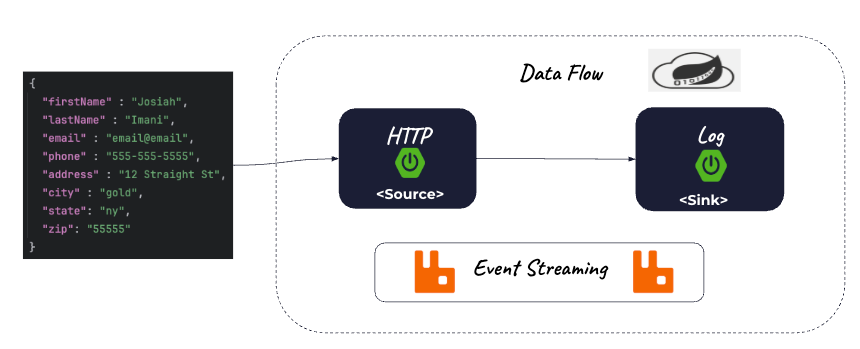 {
"firstName" : "Josiah",
"lastName" : "Imani",
"email" : "email@email",
"phone" : "555-555-5555",
"address" : "12 Straight St",
"city" : "gold",
"state": "ny",
"zip": "55555"
}
Data Flow
HTTP
<Source>
Log
<Sink>
Event Streaming